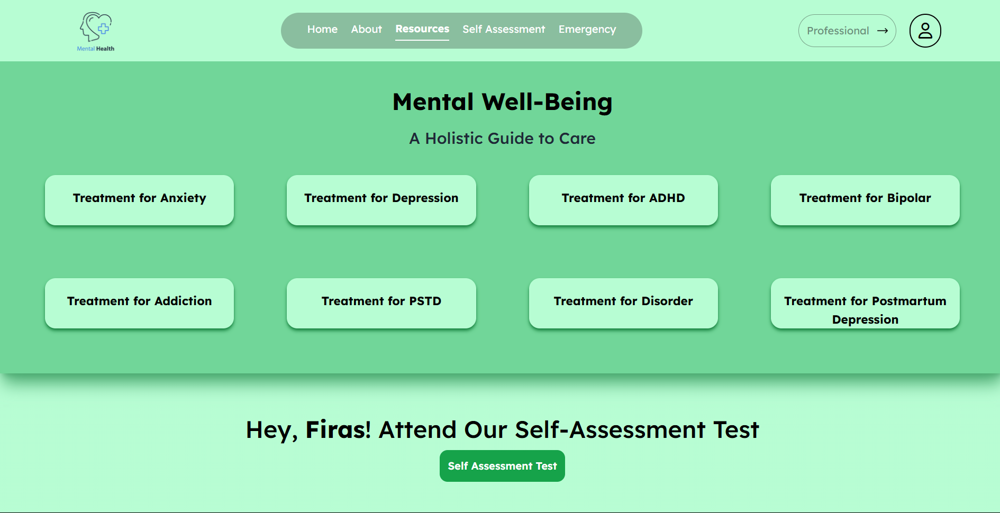 Mental Health
Home About Resources Self Assessment Emergency
Professional →
Mental Well-Being
A Holistic Guide to Care
Treatment for Anxiety
Treatment for Depression
Treatment for ADHD
Treatment for Bipolar
Treatment for Addiction
Treatment for PSTD
Treatment for Disorder
Treatment for Postmartum
Depression
Hey, Firas! Attend Our Self-Assessment Test
Self Assessment Test